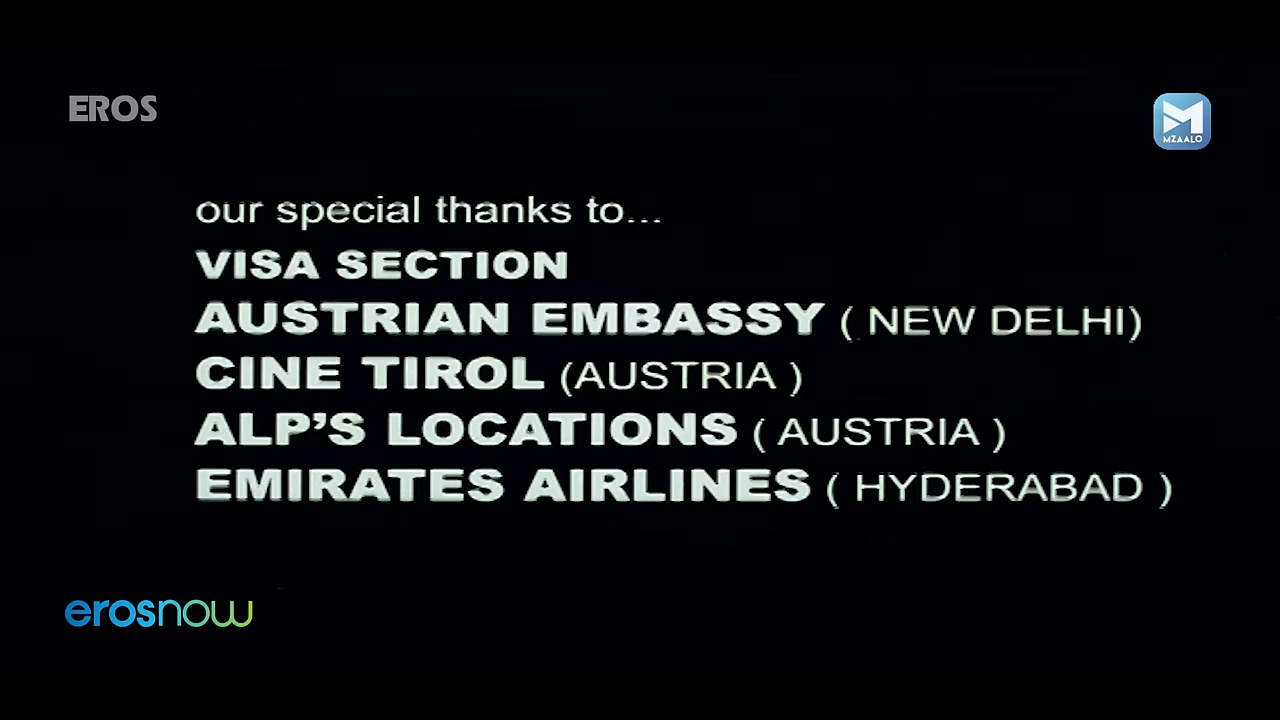 EROS
MZAALO
our special thanks to...
VISA SECTION
AUSTRIAN EMBASSY ( NEW DELHI)
CINE TIROL (AUSTRIA )
ALP'S LOCATIONS ( AUSTRIA )
EMIRATES AIRLINES ( HYDERABAD )
erosnow